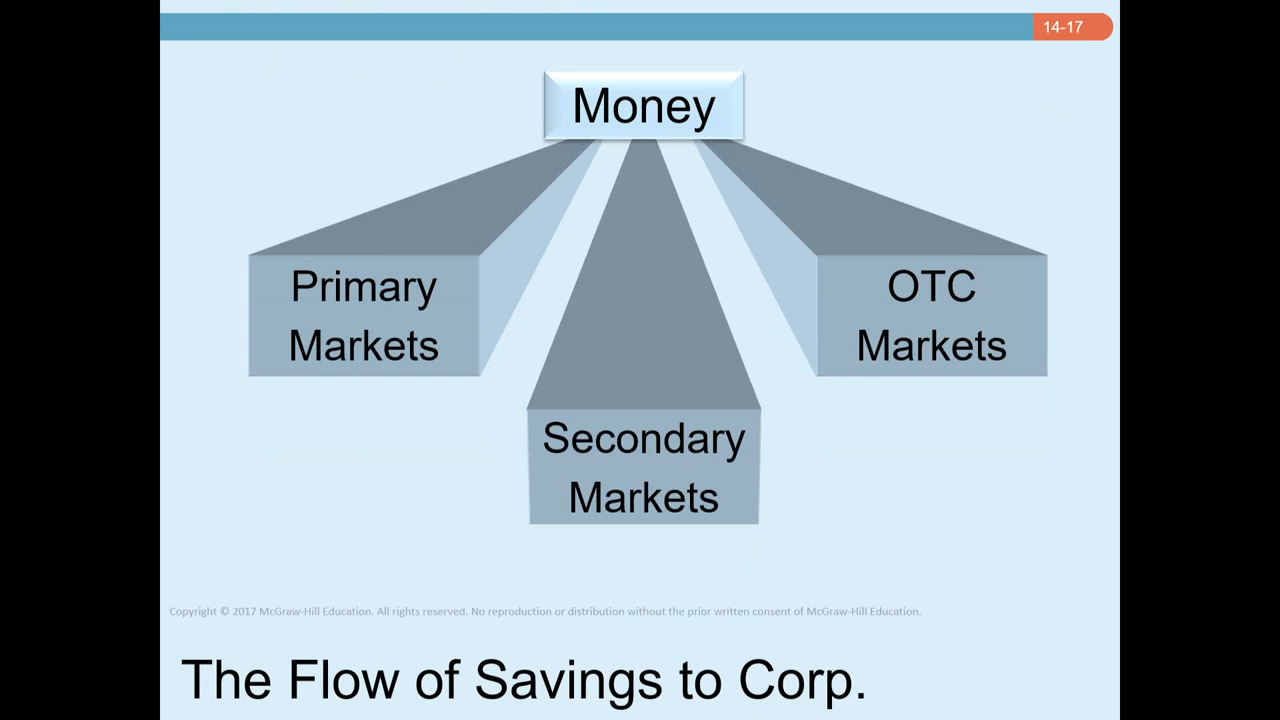 14-17
Money
Primary
Markets
OTC
Markets
Secondary
Markets
Copyright © 2017 McGraw-Hill Education. All rights reserved. No reproduction or distribution without the prior written consent of McGraw-Hill Education.
The Flow of Savings to Corp.